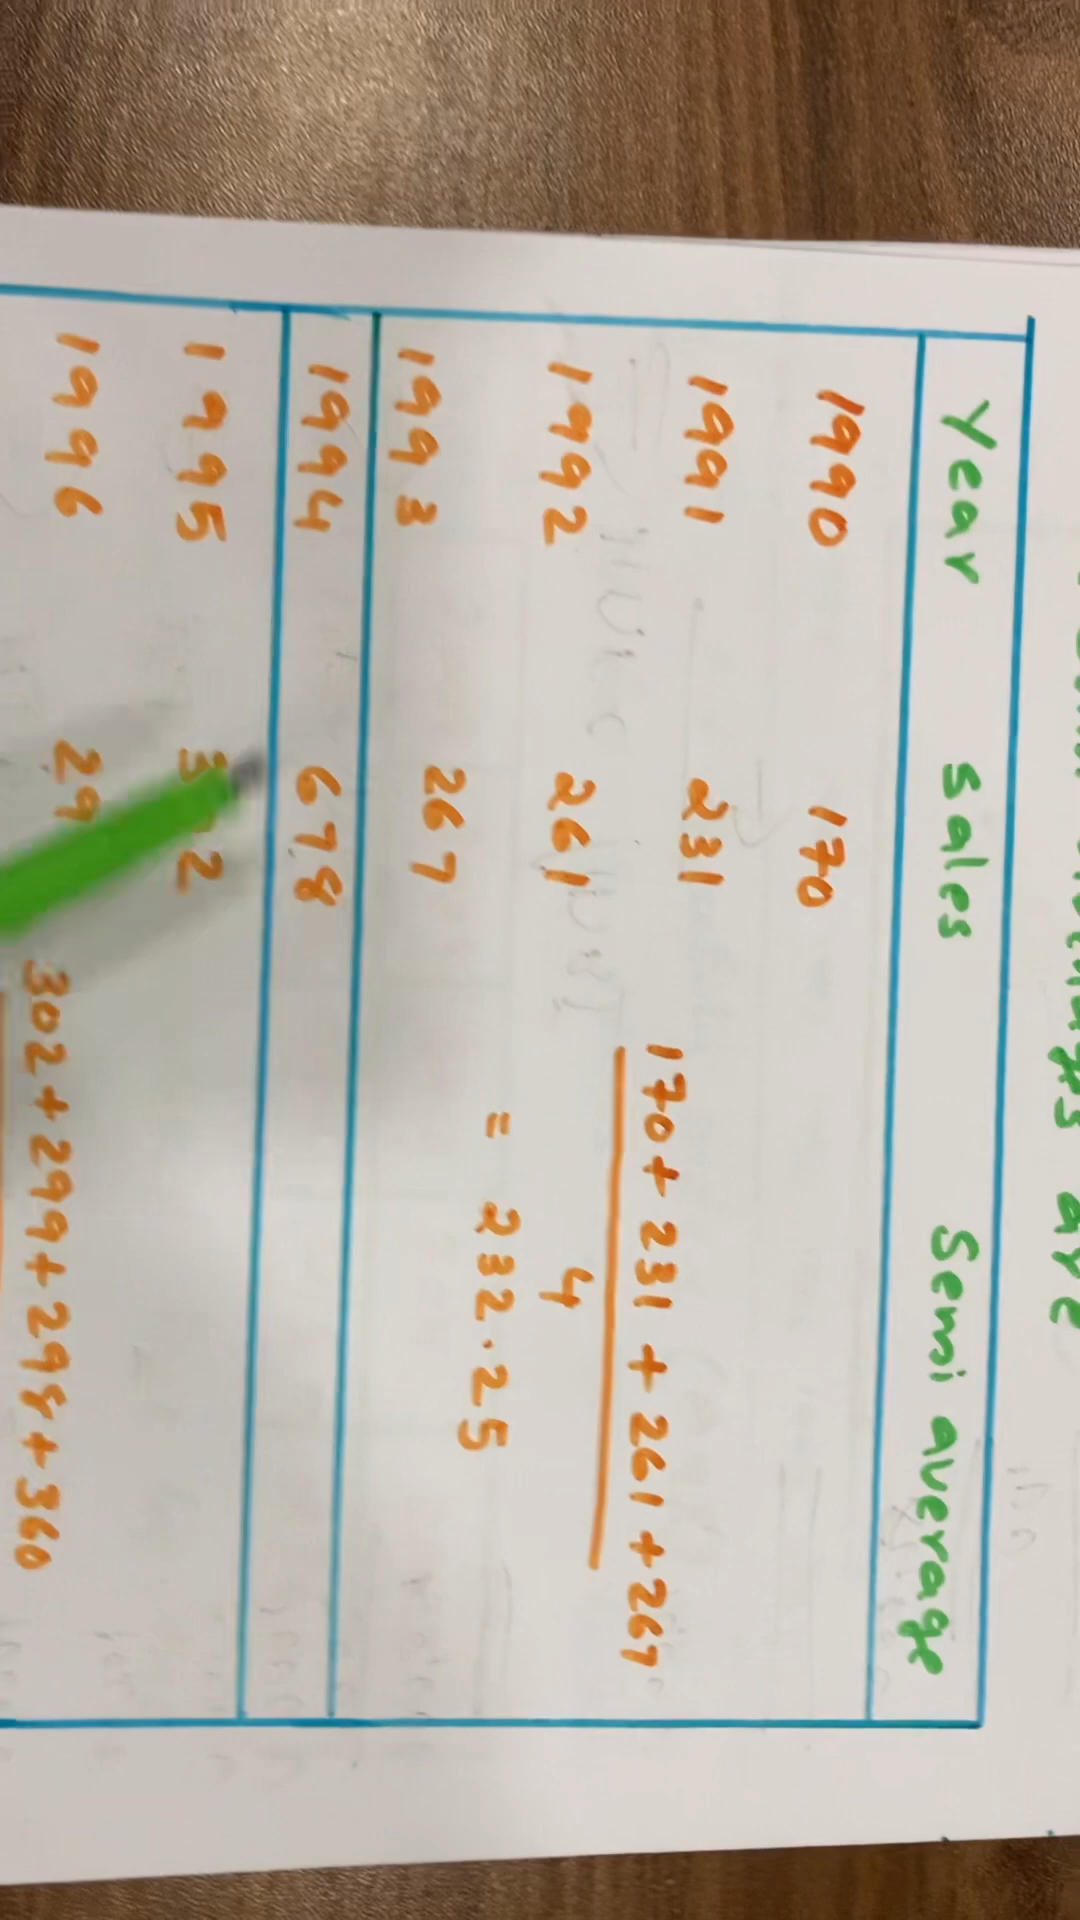 are
Year Sales Semi average
1990 170
1991 231
170 + 231 + 261 + 267
1992 261 4
1993 267 = 232.25
1994 678
1995
1996
302 + 299 + 298 + 360